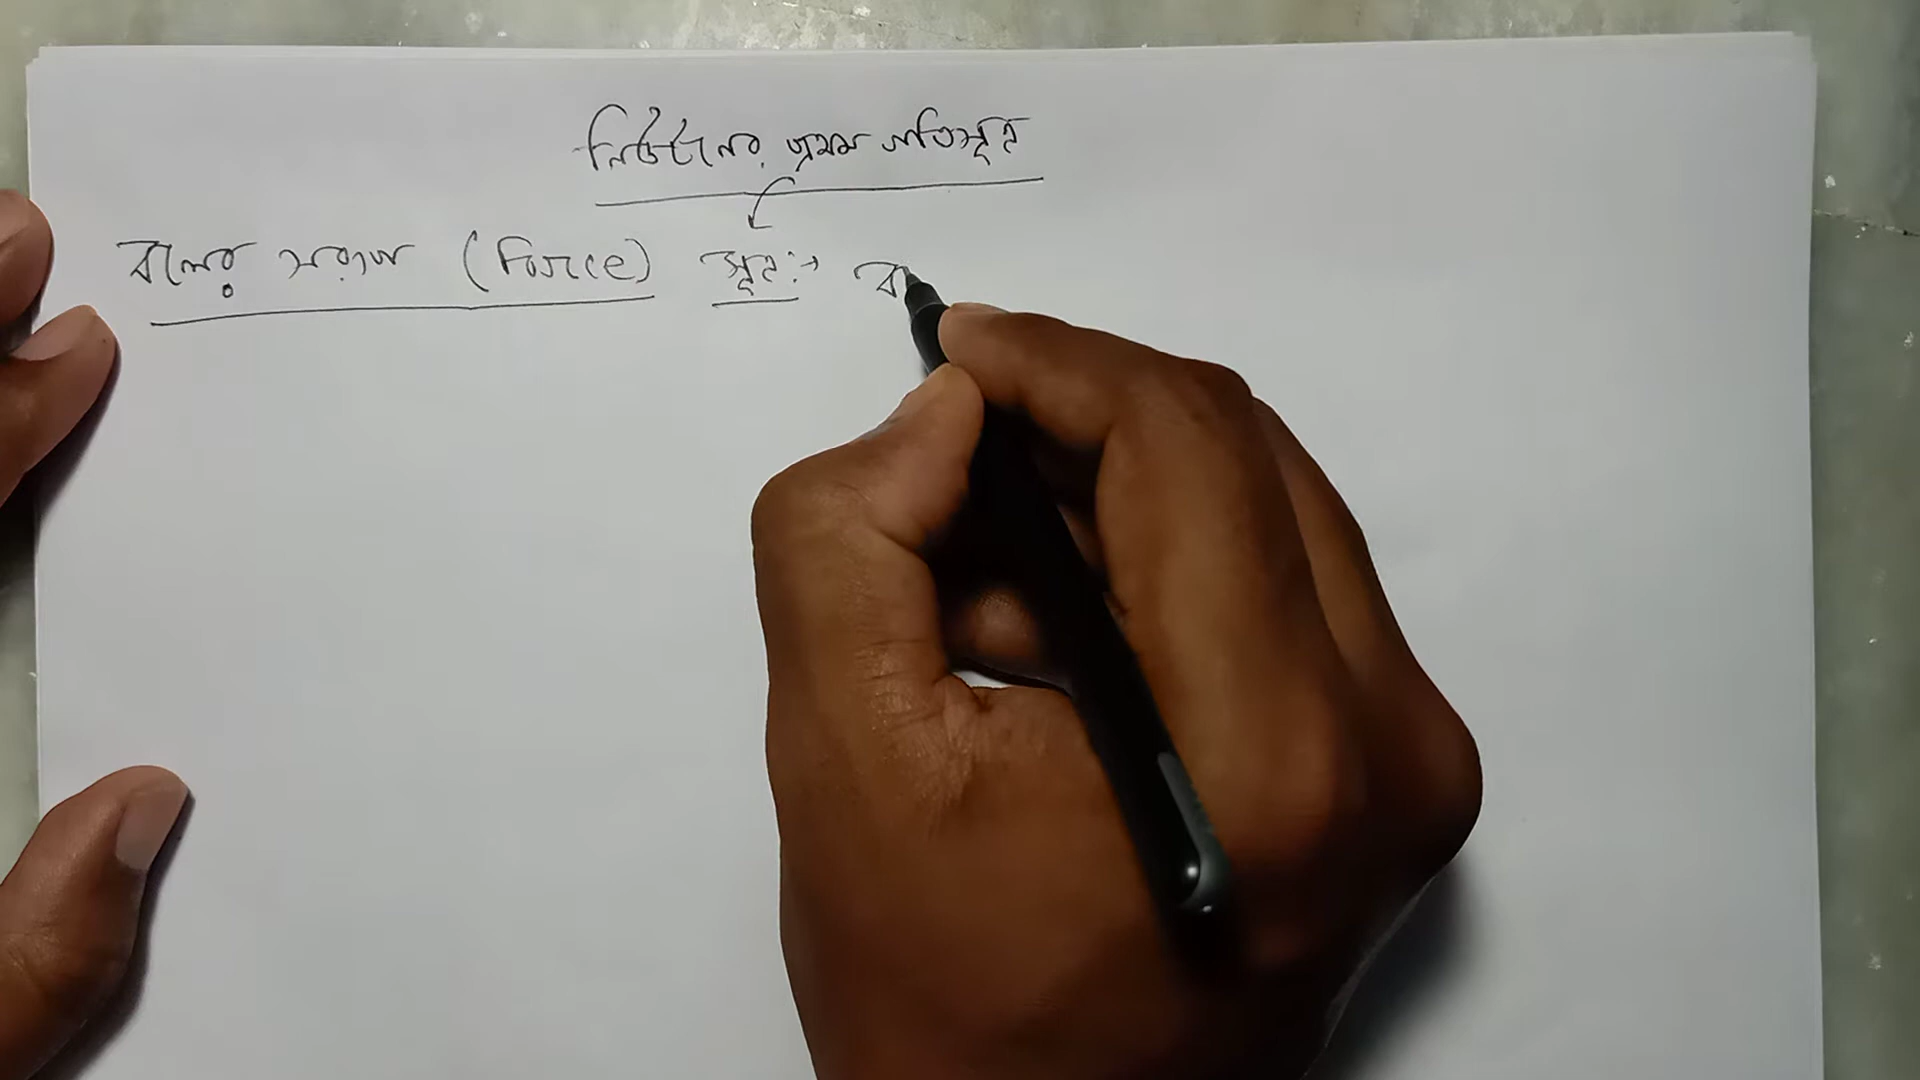 নিউটনের প্রথম গতিসূত্র
বলের (Force) সূত্র:→ ব